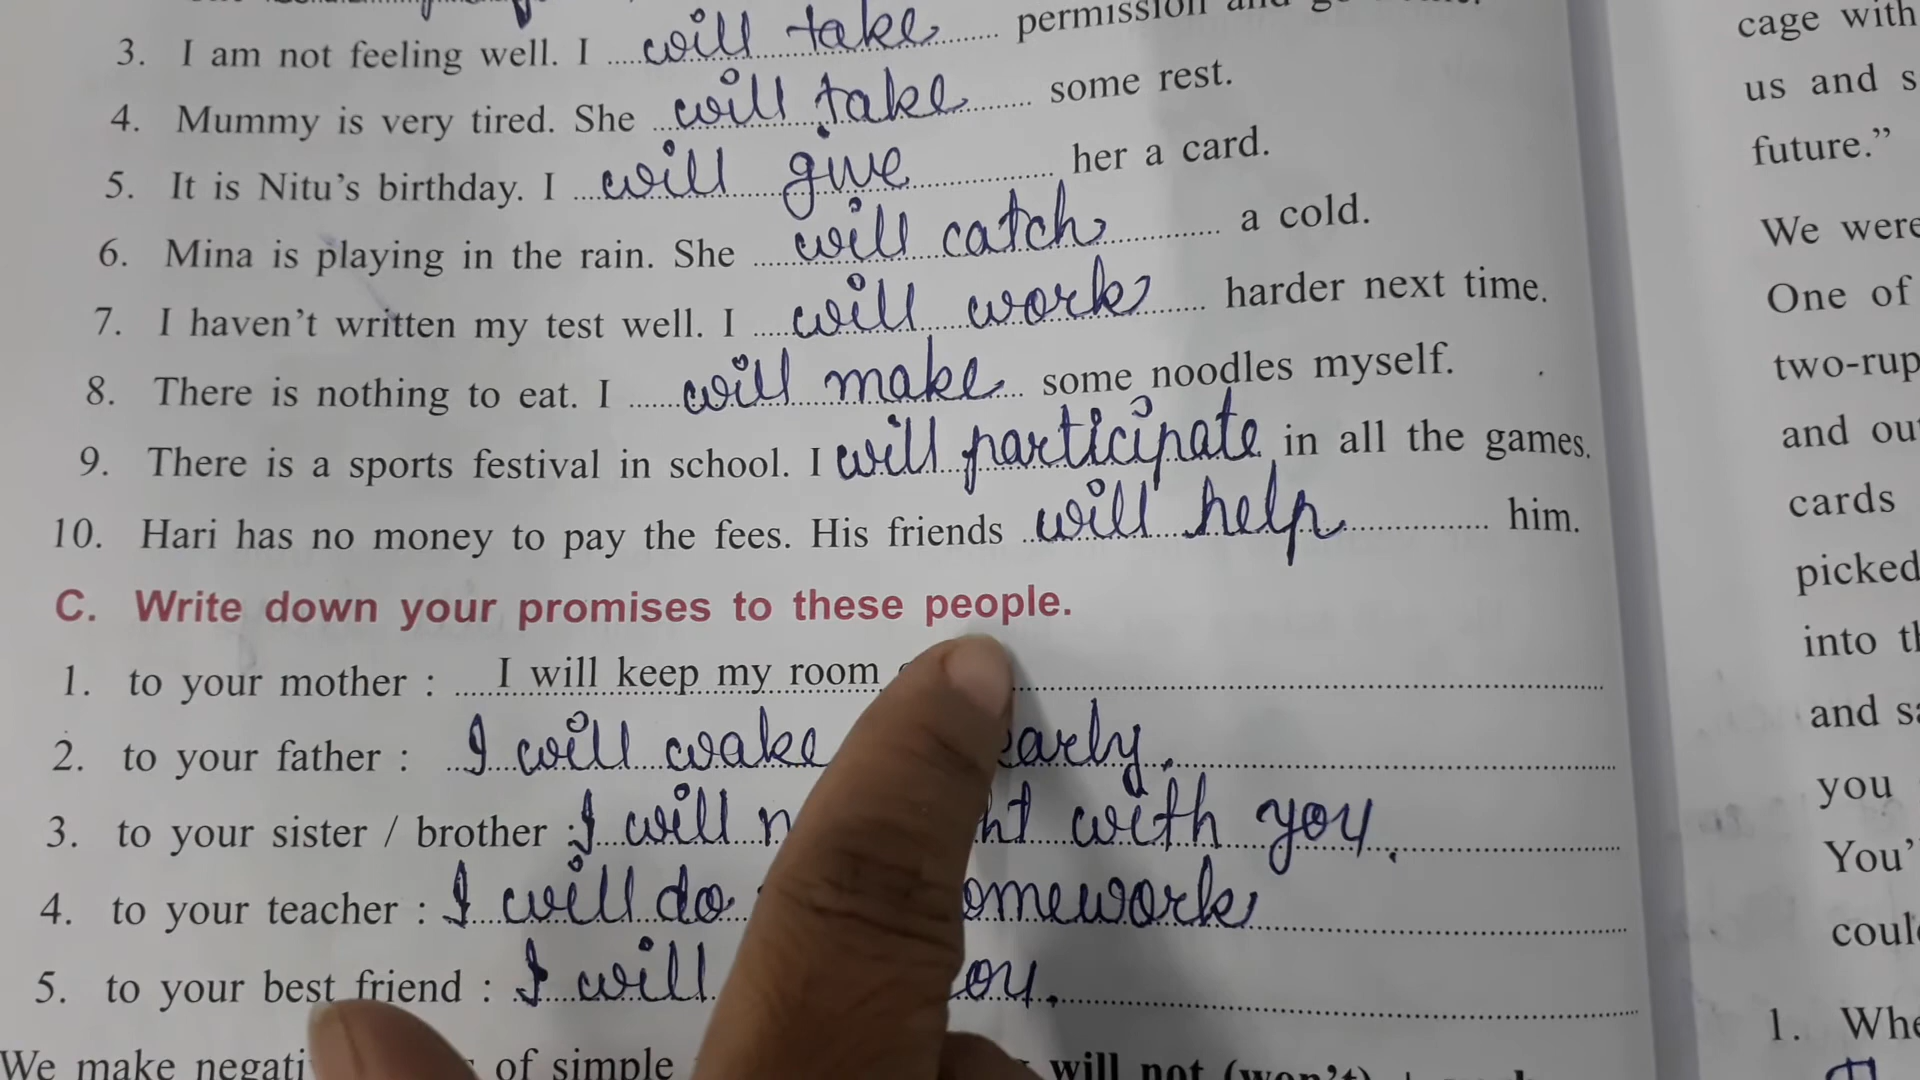 3. I am not feeling well. I will take permission and
4. Mummy is very tired. She will take some rest.
5. It is Nitu's birthday. I will give her a card.
6. Mina is playing in the rain. She will catch a cold.
7. I haven't written my test well. I will work harder next time.
8. There is nothing to eat. I will make some noodles myself.
9. There is a sports festival in school. I will participate in all the games.
10. Hari has no money to pay the fees. His friends will help him.
C. Write down your promises to these people.
1. to your mother : I will keep my room
2. to your father : I will wake early.
3. to your sister / brother : I will with you.
4. to your teacher : I will do
5. to your best friend : I will
We make of simple will not (won't) +
cage with
us and
future."
We were
One of
two-rup
and
cards
picked
into
and
you
You'
1.